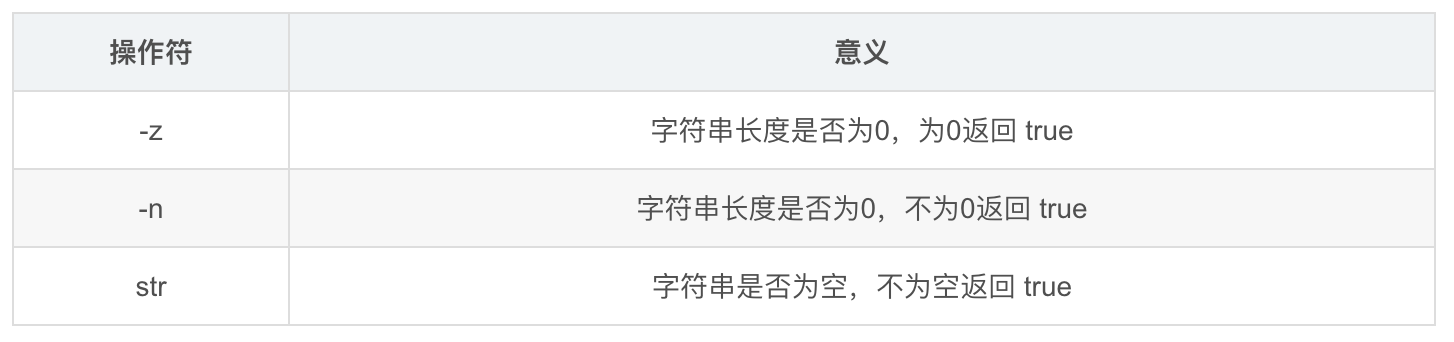 操作符 意义
-z 字符串长度是否为0，为0返回 true
-n 字符串长度是否为0，不为0返回 true
str 字符串是否为空，不为空返回 true